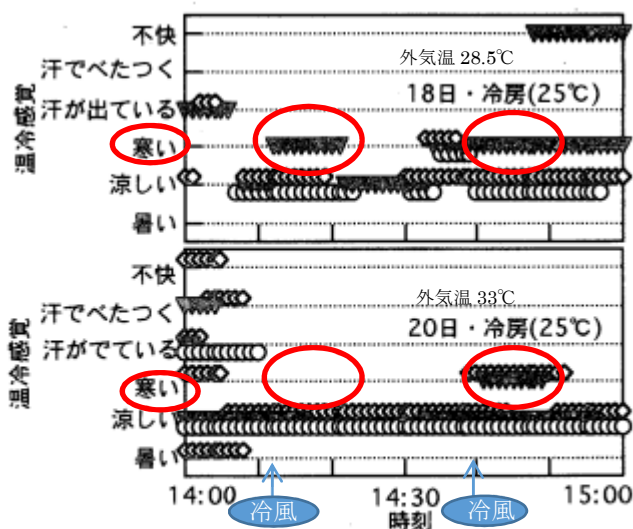 温冷感覚
不快
汗でべたつく
汗が出ている
寒い
涼しい
暑い
外気温 28.5℃
18日・冷房(25℃)
温冷感覚
不快
汗でべたつく
汗がでている
寒い
涼しい
暑い
外気温 33℃
20日・冷房(25℃)
14:00
14:30
15:00
時刻
冷風
冷風